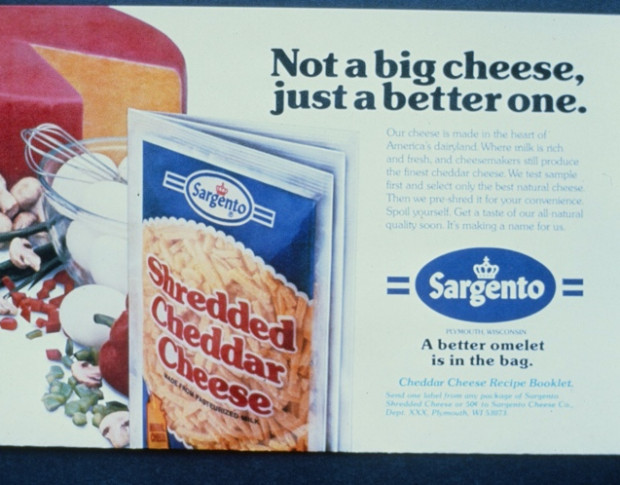 Not a big cheese,
just a better one.
Our cheese is made in the heart of
America's dairyland. Where milk is rich
and fresh, and cheesemakers still produce
the finest cheddar cheese. We test sample
first and select only the best natural cheese.
Then we pre-shred it for your convenience.
Spoil yourself. Get a taste of our all-natural
quality soon. It's making a name for us.
Sargento
PLYMOUTH, WISCONSIN
A better omelet
is in the bag.
Cheddar Cheese Recipe Booklet.
Send one label from any package of Sargento
Shredded Cheese or 50¢ to Sargento Cheese Co.,
Dept. XXX, Plymouth, WI 53073
Sargento®
Shredded
Cheddar
Cheese
MADE FROM PASTEURIZED MILK